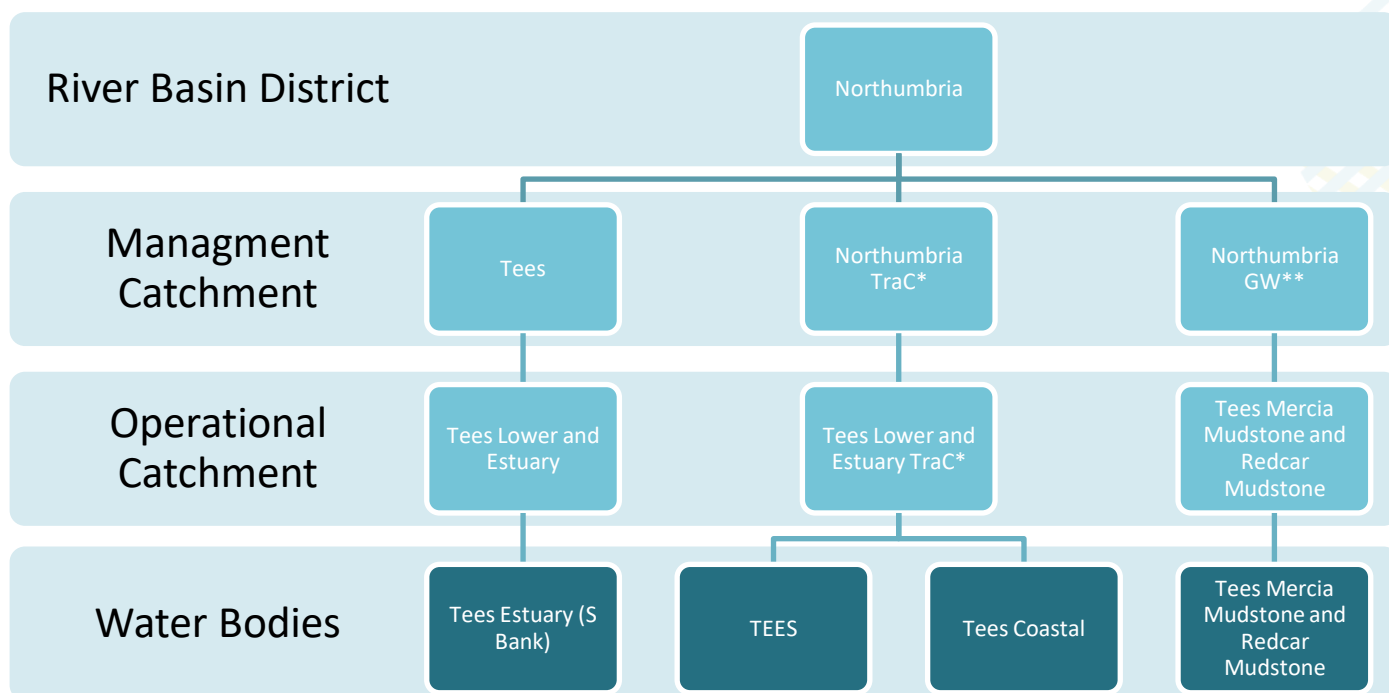 River Basin District
Northumbria
Managment
Catchment
Tees
Northumbria
TraC*
Northumbria
GW**
Operational
Catchment
Tees Lower and
Estuary
Tees Lower and
Estuary TraC*
Tees Mercia
Mudstone and
Redcar
Mudstone
Water Bodies
Tees Estuary (S
Bank)
TEES
Tees Coastal
Tees Mercia
Mudstone and
Redcar
Mudstone